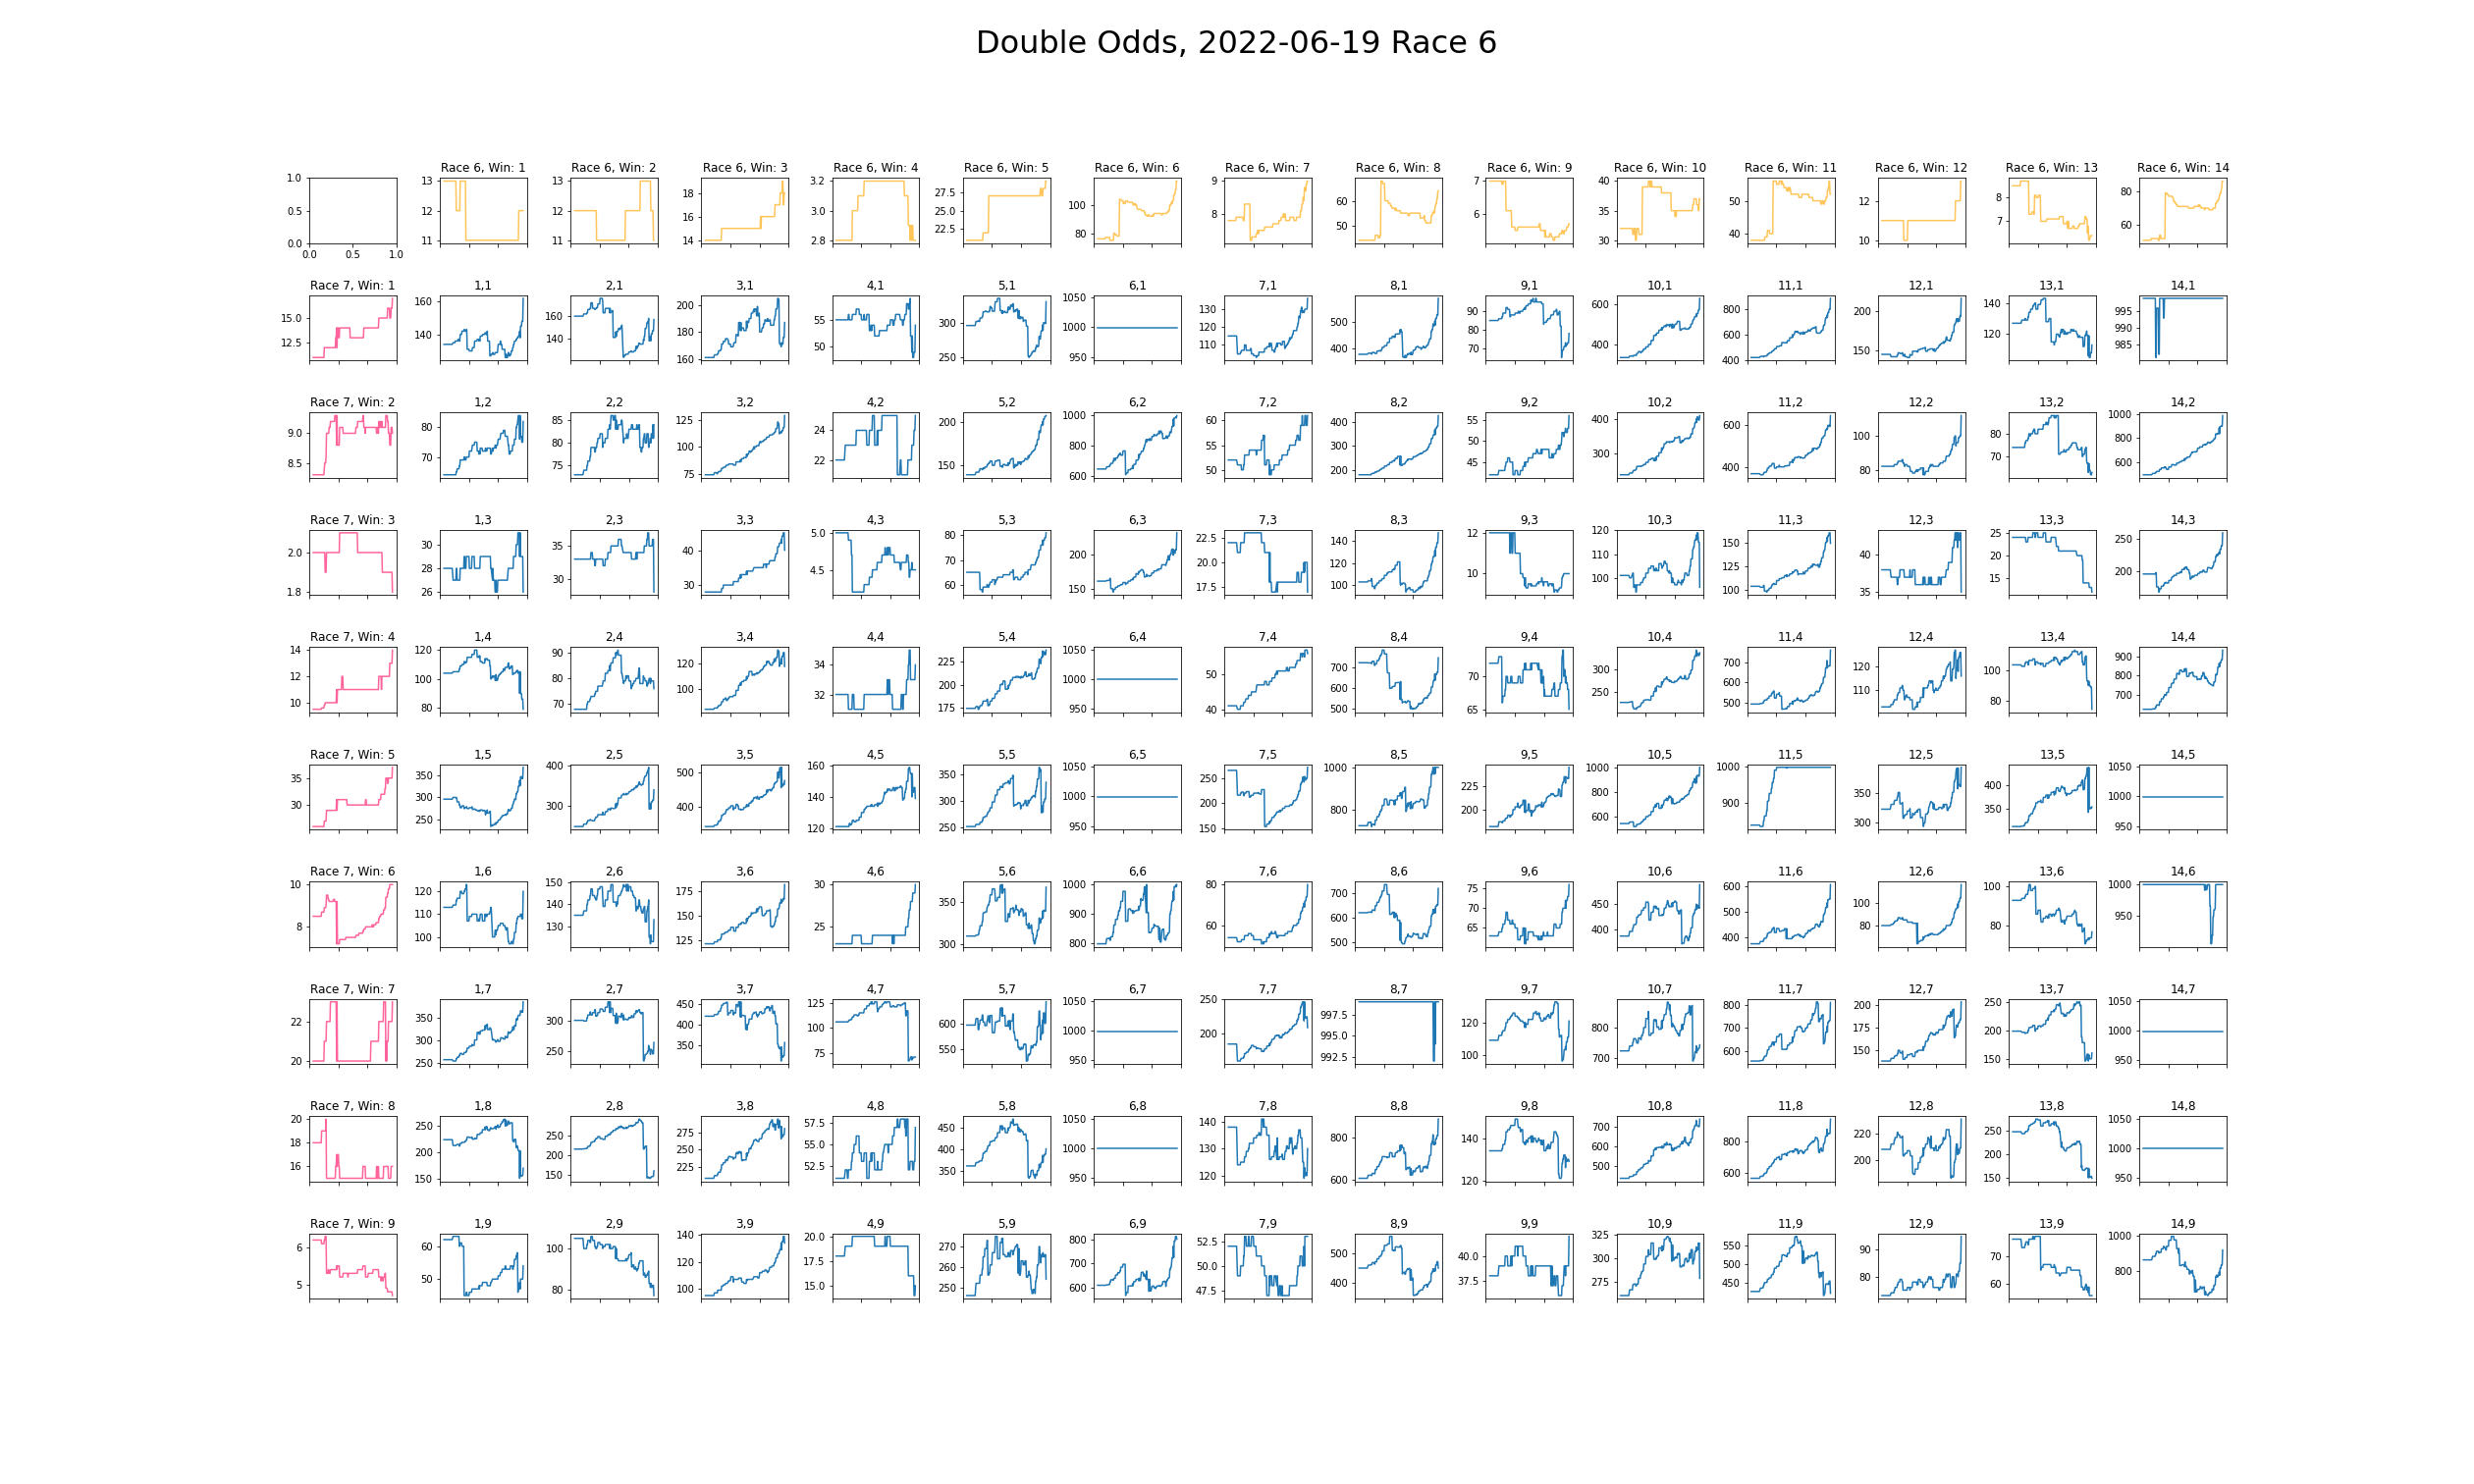 Double Odds, 2022-06-19 Race 6
Race 6, Win: 1 Race 6, Win: 2 Race 6, Win: 3 Race 6, Win: 4 Race 6, Win: 5 Race 6, Win: 6 Race 6, Win: 7 Race 6, Win: 8 Race 6, Win: 9 Race 6, Win: 10 Race 6, Win: 11 Race 6, Win: 12 Race 6, Win: 13 Race 6, Win: 14
1.0 0.5 0.0 13 12 11 13 12 11 18 16 14 3.2 3.0 2.8 27.5 25.0 22.5 100 80 9 8 60 50 7 6 40 35 30 50 40 12 10 8 7 80 60
0.0 0.5 1.0
Race 7, Win: 1 1,1 2,1 3,1 4,1 5,1 6,1 7,1 8,1 9,1 10,1 11,1 12,1 13,1 14,1
15.0 12.5 160 140 160 140 200 180 160 55 50 300 250 1050 1000 950 130 120 110 500 400 90 80 70 600 400 800 600 400 200 150 140 120 995 990 985
Race 7, Win: 2 1,2 2,2 3,2 4,2 5,2 6,2 7,2 8,2 9,2 10,2 11,2 12,2 13,2 14,2
9.0 8.5 80 70 85 80 75 125 100 75 24 22 200 150 1000 800 600 60 55 50 400 300 200 55 50 45 400 300 600 400 100 80 80 70 1000 800 600
Race 7, Win: 3 1,3 2,3 3,3 4,3 5,3 6,3 7,3 8,3 9,3 10,3 11,3 12,3 13,3 14,3
2.0 1.8 30 28 26 35 30 40 30 5.0 4.5 80 70 60 200 150 22.5 20.0 17.5 140 120 100 12 10 120 110 100 150 125 100 40 35 25 20 15 250 200
Race 7, Win: 4 1,4 2,4 3,4 4,4 5,4 6,4 7,4 8,4 9,4 10,4 11,4 12,4 13,4 14,4
14 12 10 120 100 80 90 80 70 120 100 34 32 225 200 175 1050 1000 950 50 40 700 600 500 70 65 300 250 700 600 500 120 110 100 80 900 800 700
Race 7, Win: 5 1,5 2,5 3,5 4,5 5,5 6,5 7,5 8,5 9,5 10,5 11,5 12,5 13,5 14,5
35 30 350 300 250 400 300 500 400 160 140 120 350 300 250 1050 1000 950 250 200 150 1000 800 225 200 1000 800 600 1000 900 350 300 400 350 1050 1000 950
Race 7, Win: 6 1,6 2,6 3,6 4,6 5,6 6,6 7,6 8,6 9,6 10,6 11,6 12,6 13,6 14,6
10 8 120 110 100 150 140 130 175 150 125 30 25 350 300 1000 900 800 80 60 700 600 500 75 70 65 450 400 600 500 400 100 80 100 80 1000 950
Race 7, Win: 7 1,7 2,7 3,7 4,7 5,7 6,7 7,7 8,7 9,7 10,7 11,7 12,7 13,7 14,7
22 20 350 300 250 300 250 450 400 350 125 100 75 600 550 1050 1000 950 250 200 997.5 995.0 992.5 120 100 800 700 800 700 600 200 175 150 250 200 150 1050 1000 950
Race 7, Win: 8 1,8 2,8 3,8 4,8 5,8 6,8 7,8 8,8 9,8 10,8 11,8 12,8 13,8 14,8
20 18 16 250 200 150 250 200 150 275 250 225 57.5 55.0 52.5 450 400 350 1050 1000 950 140 130 120 800 600 140 120 700 600 500 800 600 220 200 250 200 150 1050 1000 950
Race 7, Win: 9 1,9 2,9 3,9 4,9 5,9 6,9 7,9 8,9 9,9 10,9 11,9 12,9 13,9 14,9
6 5 60 50 100 80 140 120 100 20.0 17.5 15.0 270 260 250 800 700 600 52.5 50.0 47.5 500 400 40.0 37.5 325 300 275 550 500 450 90 80 70 60 1000 800